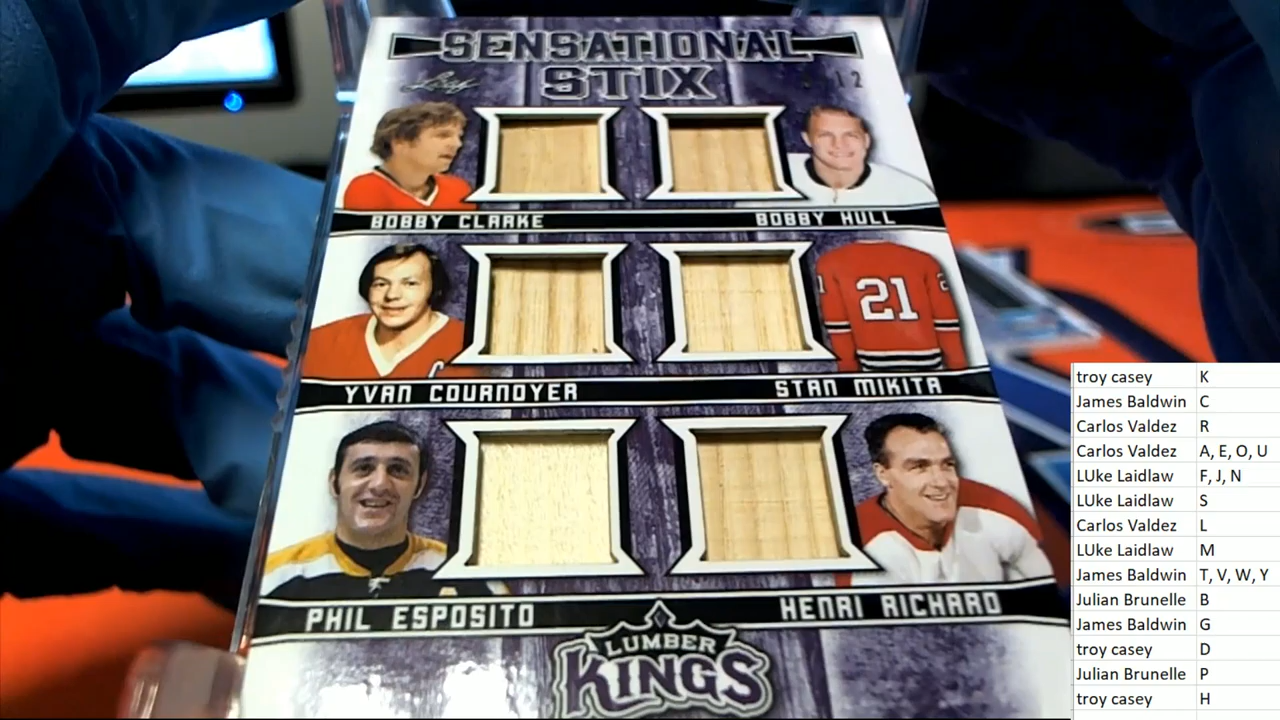 SENSATIONAL
STIX
Leaf
12
BOBBY CLARKE
BOBBY HULL
21
YVAN COURNOYER
STAN MIKITA
PHIL ESPOSITO
HENRI RICHARD
LUMBER
KINGS
troy casey K
James Baldwin C
Carlos Valdez R
Carlos Valdez A, E, O, U
LUke Laidlaw F, J, N
LUke Laidlaw S
Carlos Valdez L
LUke Laidlaw M
James Baldwin T, V, W, Y
Julian Brunelle B
James Baldwin G
troy casey D
Julian Brunelle P
troy casey H